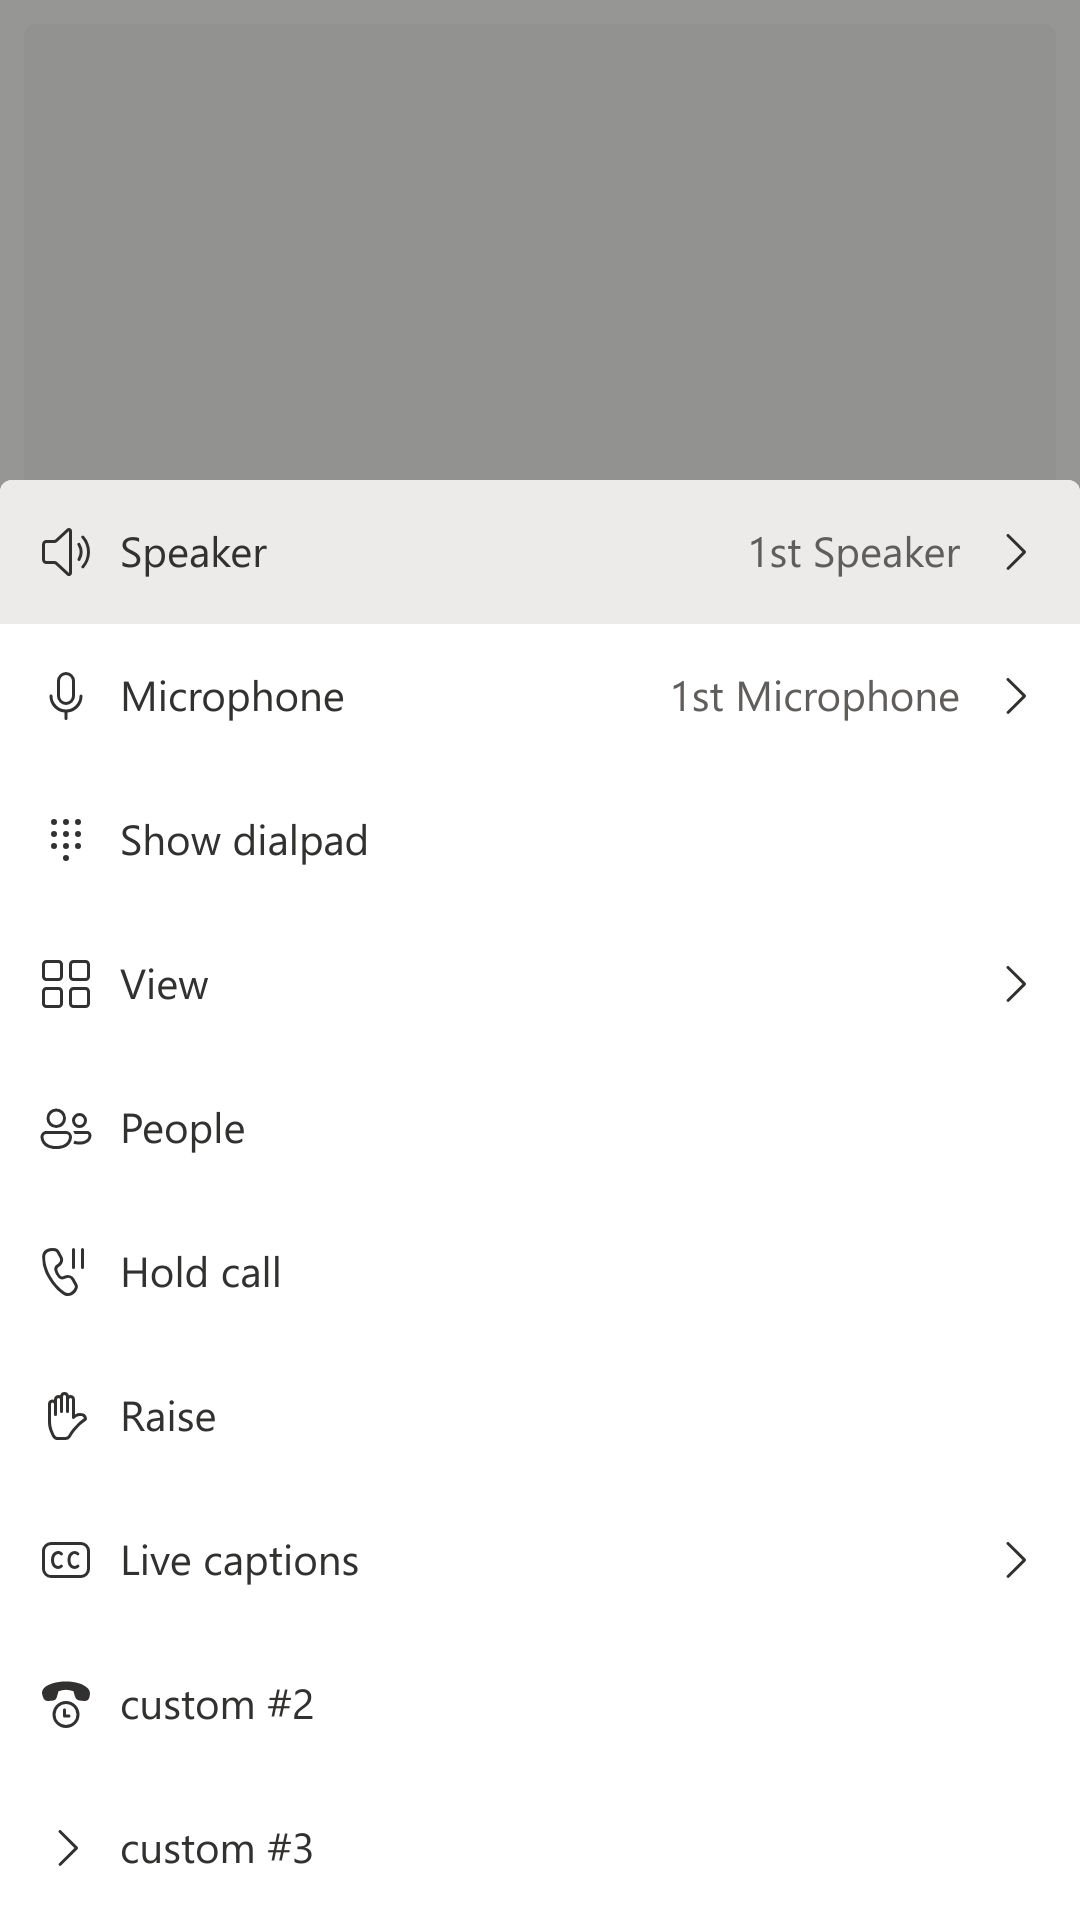 Speaker 1st Speaker
Microphone 1st Microphone
Show dialpad
View
People
Hold call
Raise
CC Live captions
custom #2
custom #3